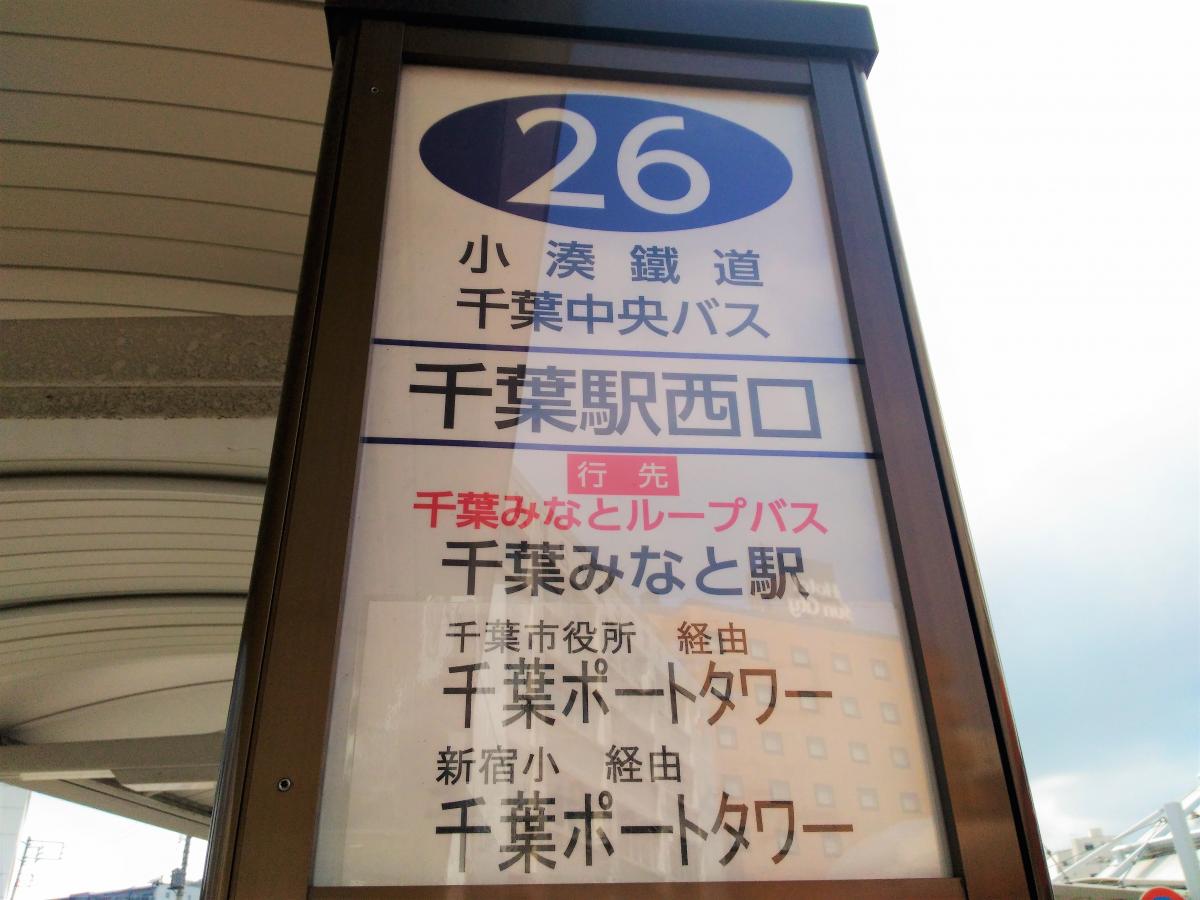 26
小湊鐵道
千葉中央バス
千葉駅西口
行先
千葉みなとループバス
千葉みなと駅
千葉市役所 経由
千葉ポートタワー
新宿小 経由
千葉ポートタワー
Hotel
Sun City